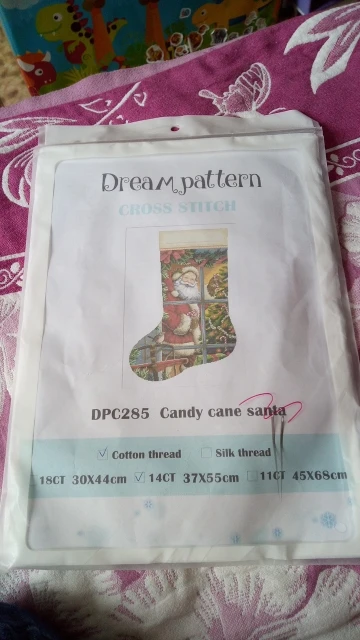 Dream pattern
CROSS STITCH
DPC285 Candy cane santa
Cotton thread Silk thread
18CT 30X44cm 14CT 37X55cm 11CT 45X68cm